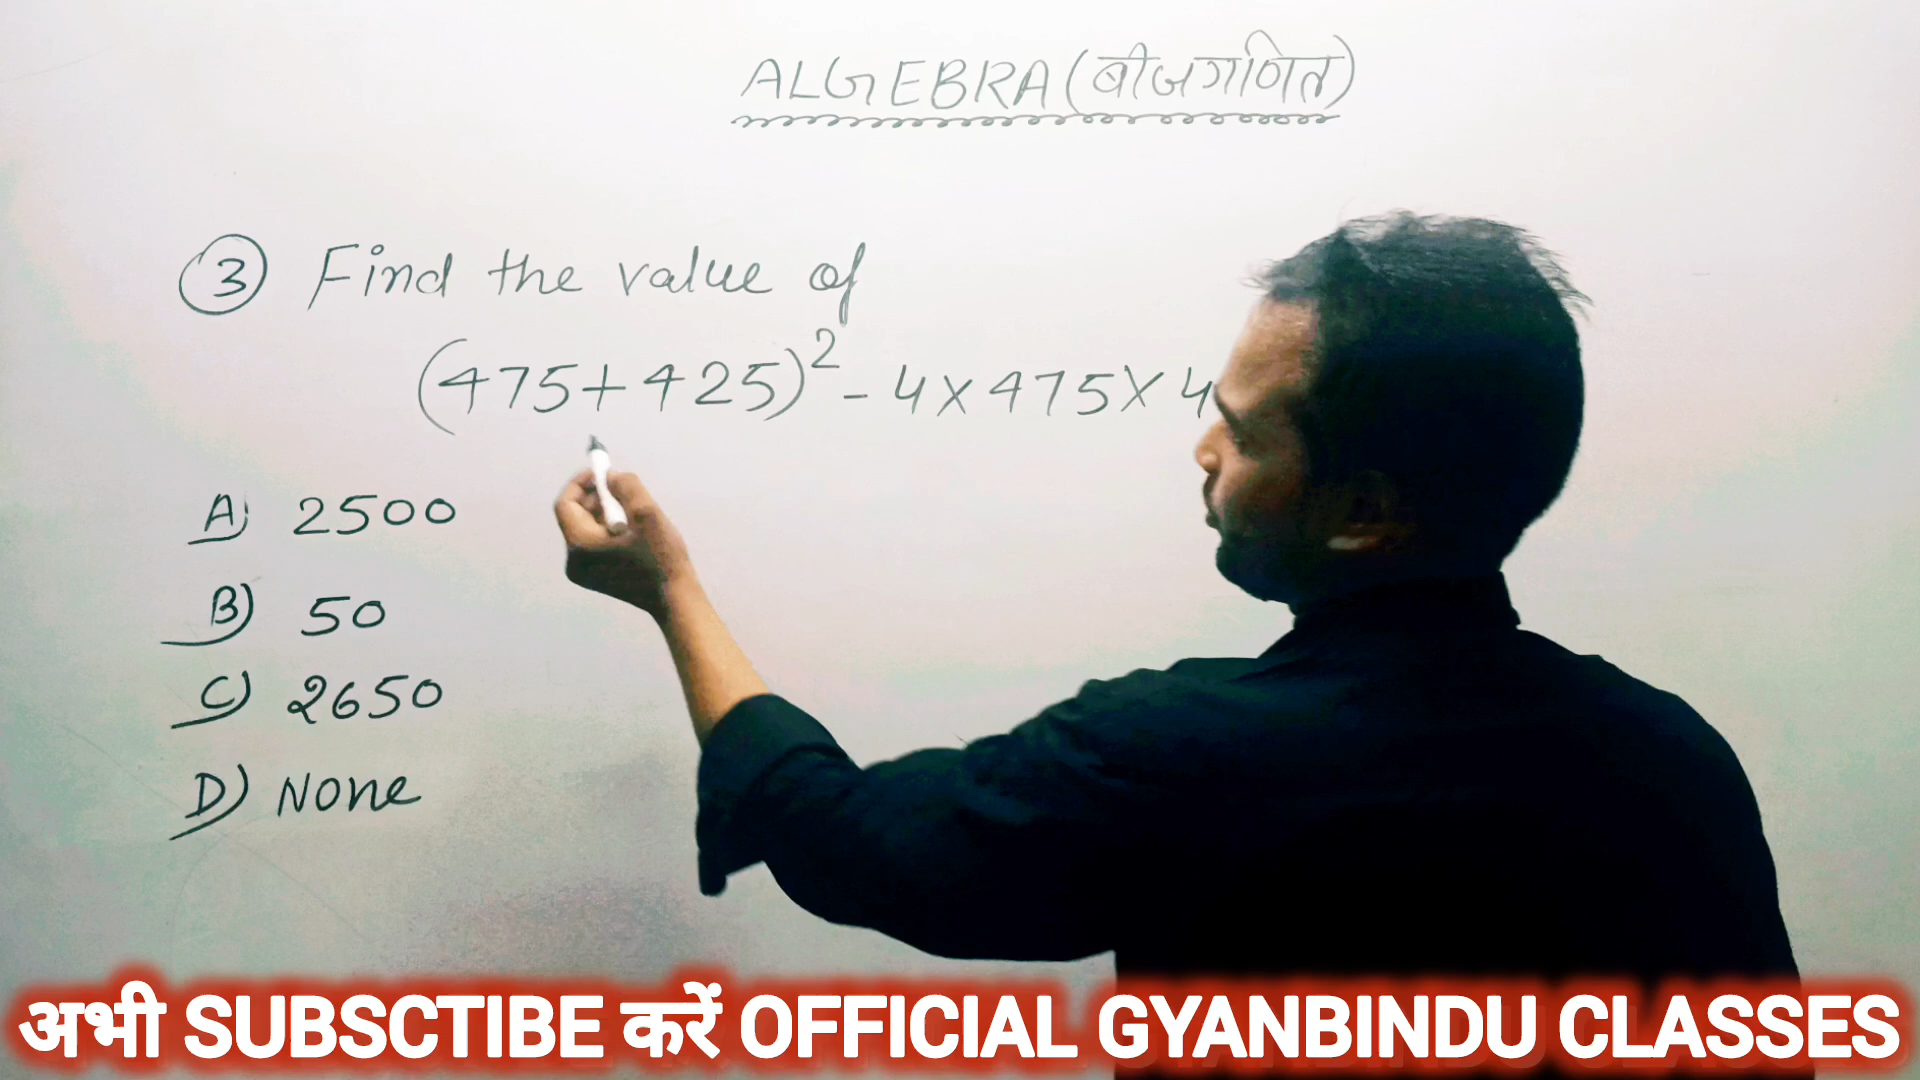 ALGEBRA (बीजगणित)
③ Find the value of
(475+425)² - 4×475×4
A) 2500
B) 50
C) 2650
D) None
अभी SUBSCTIBE करें OFFICIAL GYANBINDU CLASSES